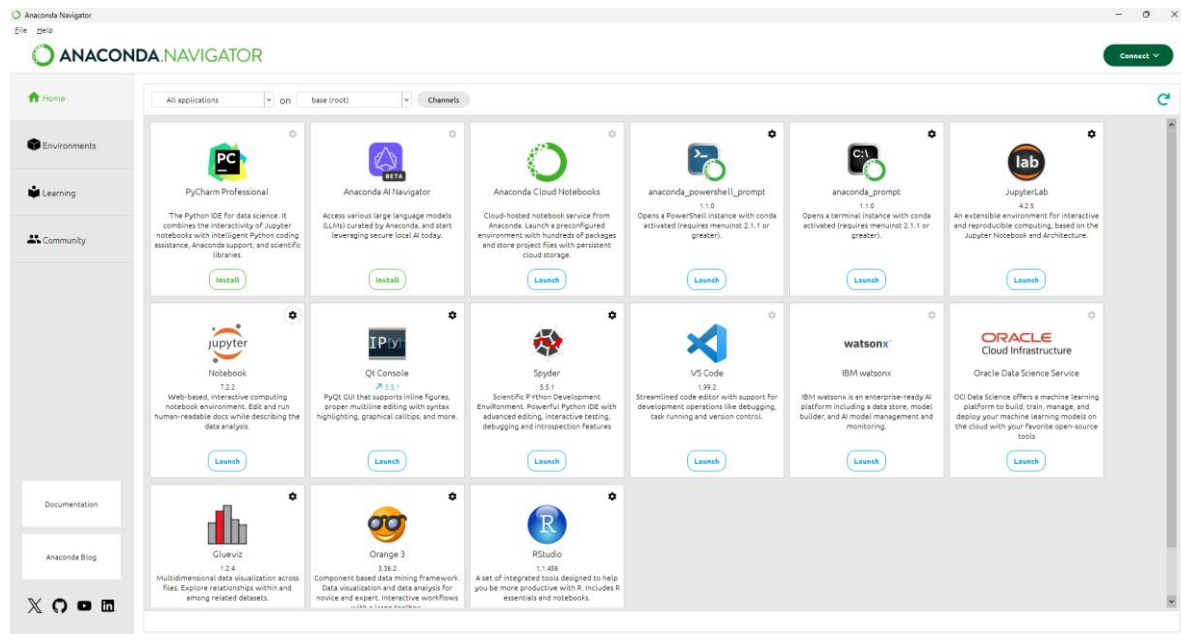 Anaconda Navigator
File Help
ANACONDA.NAVIGATOR
Connect
Home
Environments
Learning
Community
Documentation
Anaconda Blog
All applications on base (root) Channels
PC
PyCharm Professional
The Python IDE for data science. It
combines the interactivity of Jupyter
notebooks with intelligent Python coding
assistance, Anaconda support, and scientific
libraries.
Install
BETA
Anaconda AI Navigator
Access various large language models
(LLMs) curated by Anaconda, and start
leveraging secure local AI today.
Install
Anaconda Cloud Notebooks
Cloud-hosted notebook service from
Anaconda. Launch a preconfigured
environment with hundreds of packages
and store project files with persistent
cloud storage.
Launch
anaconda_powershell_prompt
1.1.0
Opens a PowerShell instance with conda
activated (requires menuinst 2.1.1 or
greater).
Launch
C:\
anaconda_prompt
1.1.0
Opens a terminal instance with conda
activated (requires menuinst 2.1.1 or
greater).
Launch
lab
JupyterLab
4.2.5
An extensible environment for interactive
and reproducible computing, based on the
Jupyter Notebook and Architecture.
Launch
jupyter
Notebook
7.2.2
Web-based, interactive computing
notebook environment. Edit and run
human-readable docs while describing the
data analysis.
Launch
IP[y]:
Qt Console
5.5.1
PyQt GUI that supports inline figures,
proper multiline editing with syntax
highlighting, graphical calltips, and more.
Launch
Spyder
5.5.1
Scientific PYthon Development
EnviRonment. Powerful Python IDE with
advanced editing, interactive testing,
debugging and introspection features
Launch
VS Code
1.99.2
Streamlined code editor with support for
development operations like debugging,
task running and version control.
Launch
watsonx
IBM watsonx
IBM watsonx is an enterprise-ready AI
platform including a data store, model
builder, and AI model management and
monitoring.
Launch
ORACLE
Cloud Infrastructure
Oracle Data Science Service
OCI Data Science offers a machine learning
platform to build, train, manage, and
deploy your machine learning models on
the cloud with your favorite open-source
tools
Launch
Glueviz
1.2.4
Multidimensional data visualization across
files. Explore relationships within and
among related datasets.
Orange 3
3.36.2
Component based data mining framework.
Data visualization and data analysis for
novice and expert. Interactive workflows
with a large toolbox.
R
RStudio
1.1.456
A set of integrated tools designed to help
you be more productive with R. Includes R
essentials and notebooks.